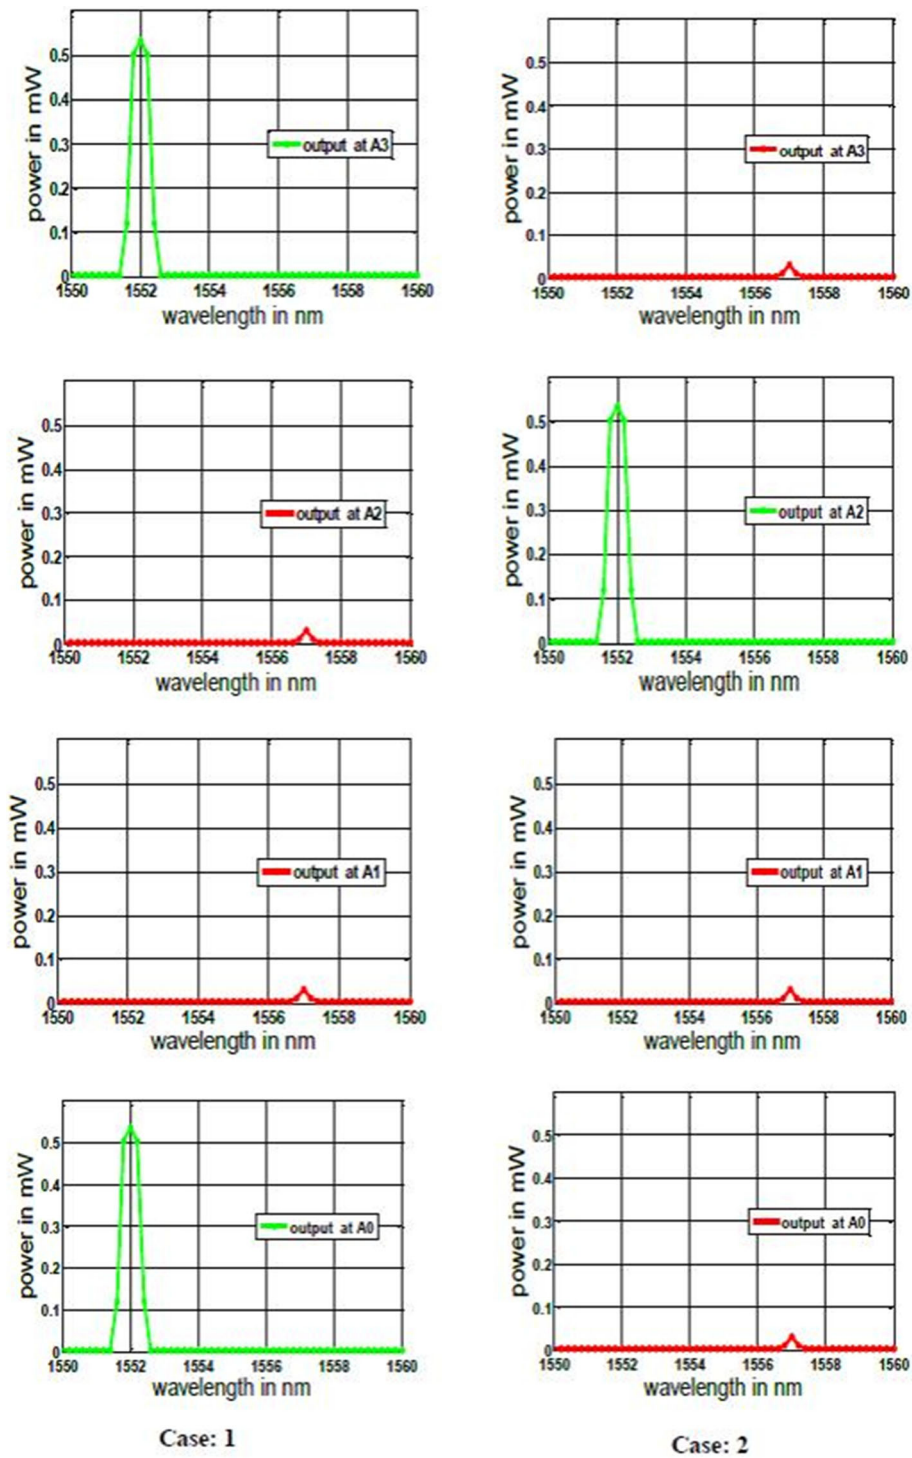 power in mW
0.5
0.4
0.3
0.2
0.1
0
output at A3
1550 1552 1554 1556 1558 1560
wavelength in nm
power in mW
0.5
0.4
0.3
0.2
0.1
0
output at A3
1550 1552 1554 1556 1558 1560
wavelength in nm
power in mW
0.5
0.4
0.3
0.2
0.1
0
output at A2
1550 1552 1554 1556 1558 1560
wavelength in nm
power in mW
0.5
0.4
0.3
0.2
0.1
0
output at A2
1550 1552 1554 1556 1558 1560
wavelength in nm
power in mW
0.5
0.4
0.3
0.2
0.1
0
output at A1
1550 1552 1554 1556 1558 1560
wavelength in nm
power in mW
0.5
0.4
0.3
0.2
0.1
0
output at A1
1550 1552 1554 1556 1558 1560
wavelength in nm
power in mW
0.5
0.4
0.3
0.2
0.1
0
output at A0
1550 1552 1554 1556 1558 1560
wavelength in nm
power in mW
0.5
0.4
0.3
0.2
0.1
0
output at A0
1550 1552 1554 1556 1558 1560
wavelength in nm
Case: 1
Case: 2